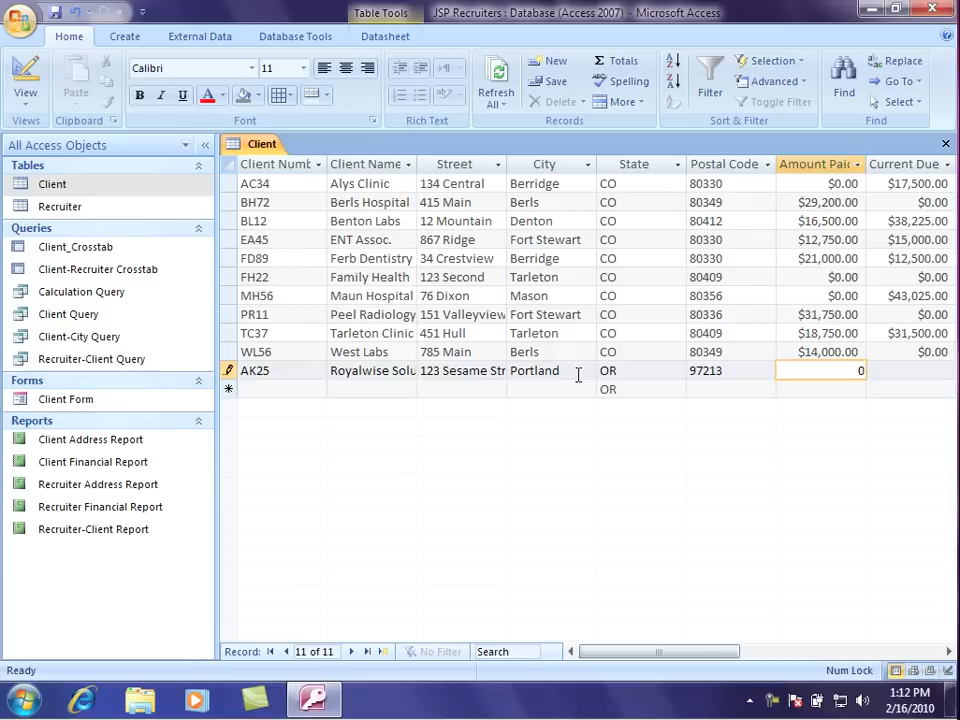 Table Tools JSP Recruiters : Database (Access 2007) - Microsoft Access
Home Create External Data Database Tools Datasheet
View Paste Calibri 11 Refresh All New Save Delete Totals Spelling More Filter Selection Advanced Toggle Filter Find Replace Go To Select
Views Clipboard Font Rich Text Records Sort & Filter Find
All Access Objects
Tables
Client
Recruiter
Queries
Client_Crosstab
Client-Recruiter Crosstab
Calculation Query
Client Query
Client-City Query
Recruiter-Client Query
Forms
Client Form
Reports
Client Address Report
Client Financial Report
Recruiter Address Report
Recruiter Financial Report
Recruiter-Client Report
Client
Client Numb Client Name Street City State Postal Code Amount Paid Current Due
AC34 Alys Clinic 134 Central Berridge CO 80330 $0.00 $17,500.00
BH72 Berls Hospital 415 Main Berls CO 80349 $29,200.00 $0.00
BL12 Benton Labs 12 Mountain Denton CO 80412 $16,500.00 $38,225.00
EA45 ENT Assoc. 867 Ridge Fort Stewart CO 80330 $12,750.00 $15,000.00
FD89 Ferb Dentistry 34 Crestview Berridge CO 80330 $21,000.00 $12,500.00
FH22 Family Health 123 Second Tarleton CO 80409 $0.00 $0.00
MH56 Maun Hospital 76 Dixon Mason CO 80356 $0.00 $43,025.00
PR11 Peel Radiology 151 Valleyview Fort Stewart CO 80336 $31,750.00 $0.00
TC37 Tarleton Clinic 451 Hull Tarleton CO 80409 $18,750.00 $31,500.00
WL56 West Labs 785 Main Berls CO 80349 $14,000.00 $0.00
AK25 Royalwise Solu 123 Sesame Str Portland OR 97213 0
OR
Record: 11 of 11 No Filter Search
Ready Num Lock
1:12 PM
2/16/2010